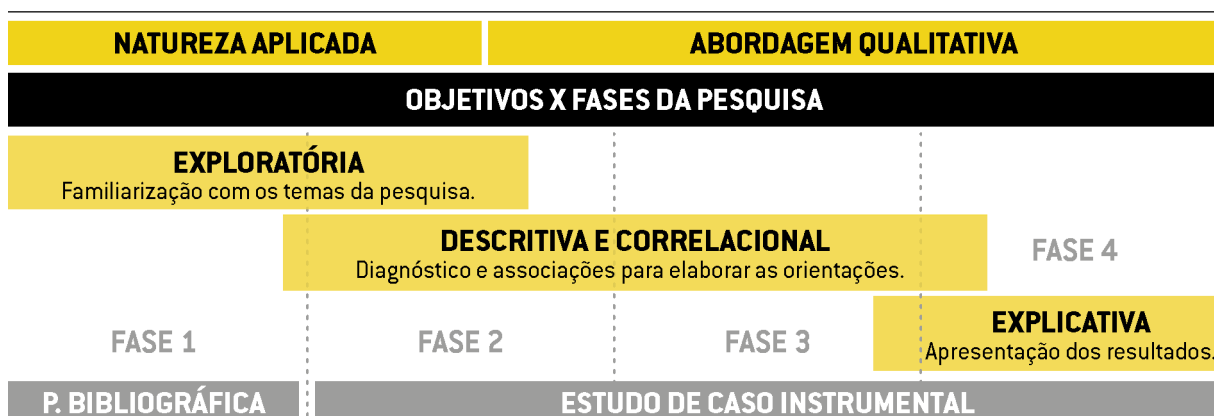 NATUREZA APLICADA
ABORDAGEM QUALITATIVA
OBJETIVOS X FASES DA PESQUISA
EXPLORATÓRIA
Familiarização com os temas da pesquisa.
DESCRITIVA E CORRELACIONAL
Diagnóstico e associações para elaborar as orientações.
FASE 4
EXPLICATIVA
Apresentação dos resultados.
FASE 1
FASE 2
FASE 3
P. BIBLIOGRÁFICA
ESTUDO DE CASO INSTRUMENTAL